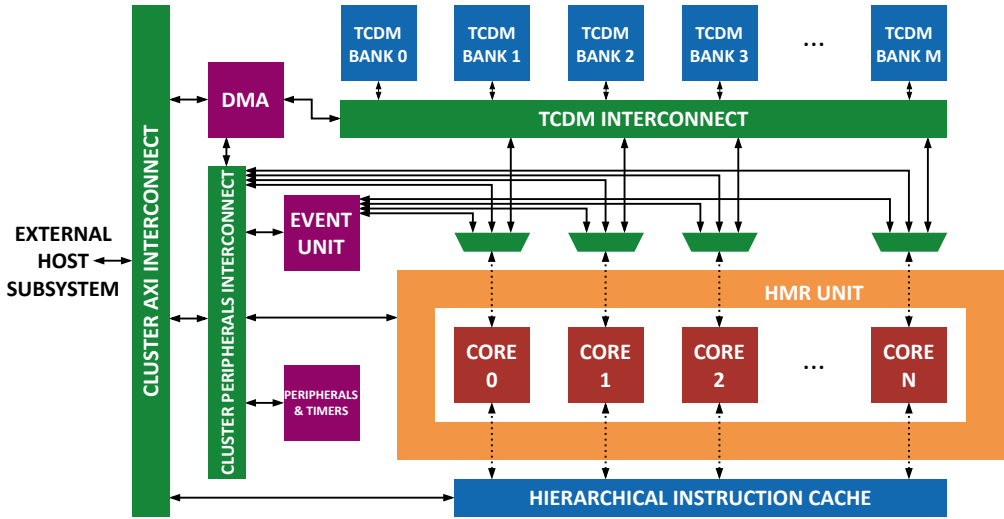 TCDM
BANK 0
TCDM
BANK 1
TCDM
BANK 2
TCDM
BANK 3
...
TCDM
BANK M
DMA
TCDM INTERCONNECT
CLUSTER AXI INTERCONNECT
CLUSTER PERIPHERALS INTERCONNECT
EVENT
UNIT
EXTERNAL
HOST
SUBSYSTEM
HMR UNIT
CORE
0
CORE
1
CORE
2
...
CORE
N
PERIPHERALS
& TIMERS
HIERARCHICAL INSTRUCTION CACHE